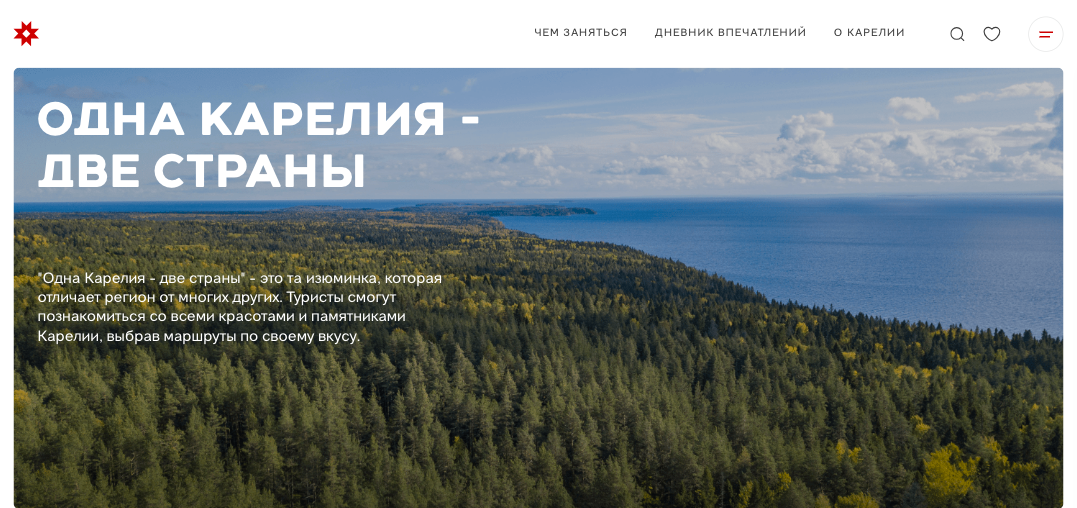 ЧЕМ ЗАНЯТЬСЯ ДНЕВНИК ВПЕЧАТЛЕНИЙ О КАРЕЛИИ
ОДНА КАРЕЛИЯ -
ДВЕ СТРАНЫ
"Одна Карелия - две страны" - это та изюминка, которая
отличает регион от многих других. Туристы смогут
познакомиться со всеми красотами и памятниками
Карелии, выбрав маршруты по своему вкусу.